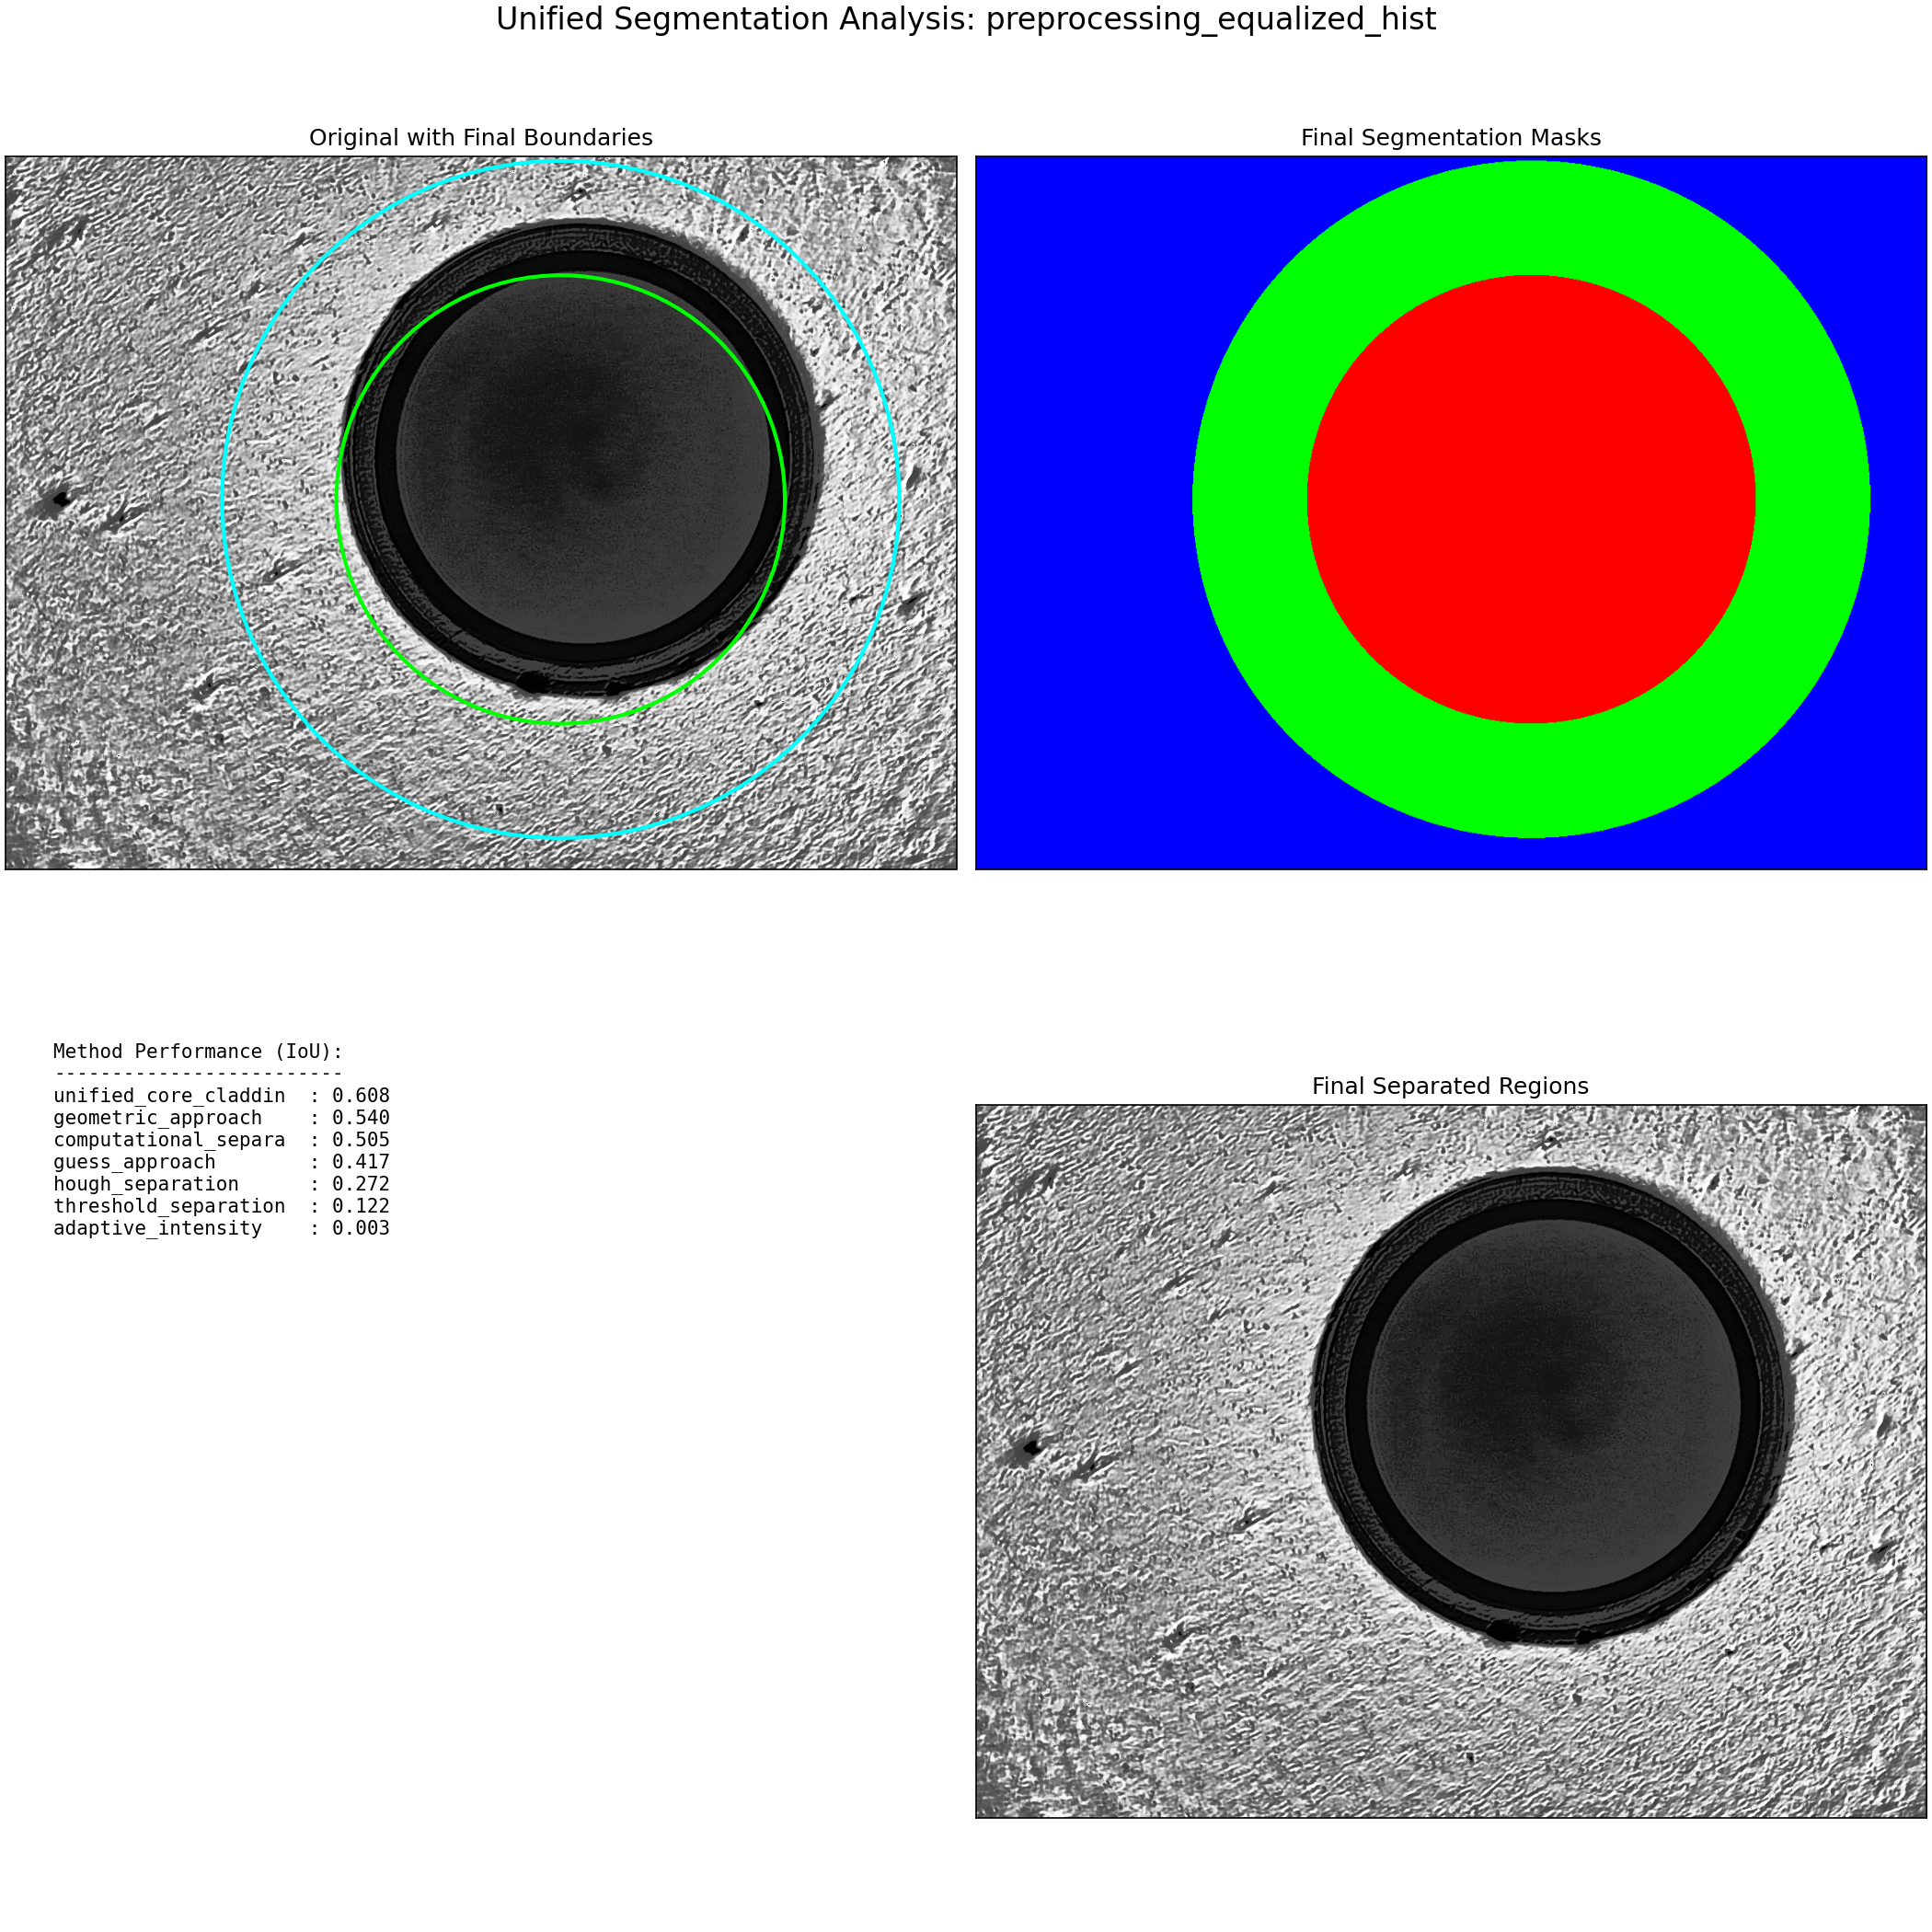 Unified Segmentation Analysis: preprocessing_equalized_hist
Original with Final Boundaries
Final Segmentation Masks
Method Performance (IoU):
-------------------------
unified_core_claddin  : 0.608
geometric_approach    : 0.540
computational_separa  : 0.505
guess_approach        : 0.417
hough_separation      : 0.272
threshold_separation  : 0.122
adaptive_intensity    : 0.003
Final Separated Regions